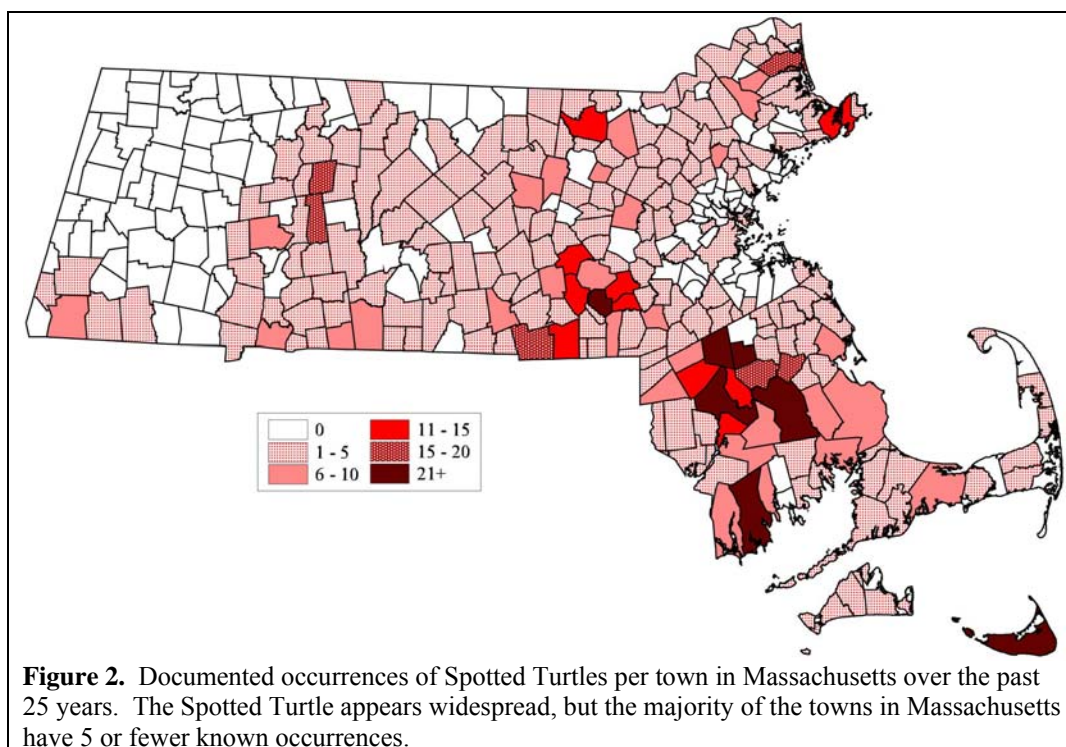 0 11 - 15
1 - 5 15 - 20
6 - 10 21+
Figure 2. Documented occurrences of Spotted Turtles per town in Massachusetts over the past
25 years. The Spotted Turtle appears widespread, but the majority of the towns in Massachusetts
have 5 or fewer known occurrences.